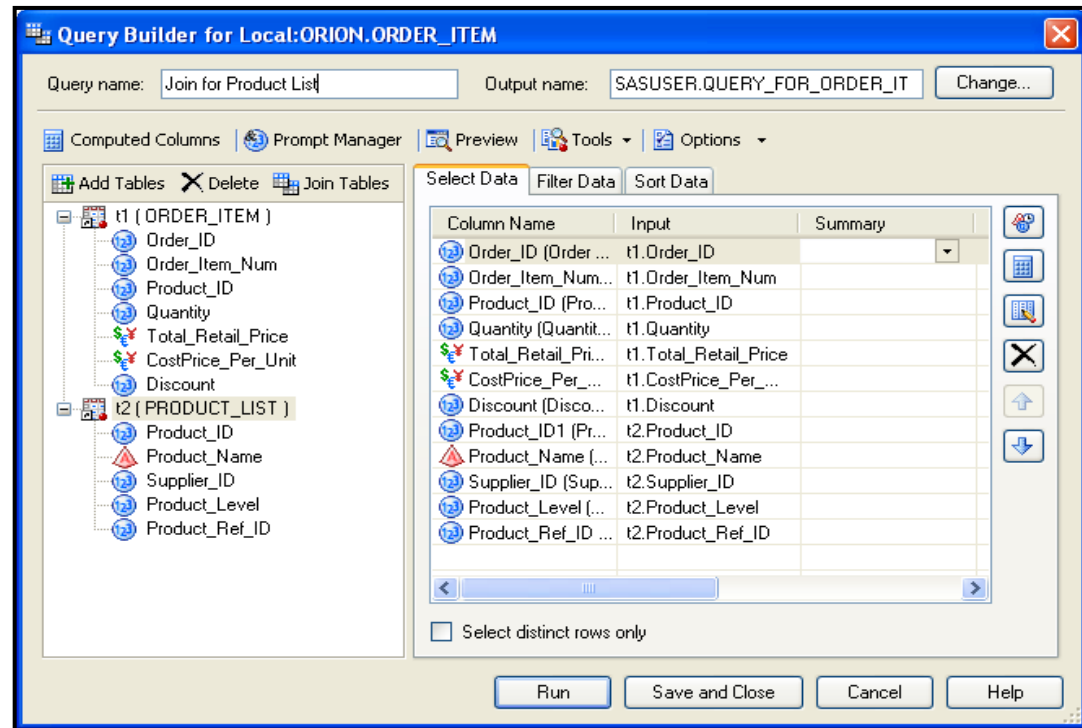 Query Builder for Local:ORION.ORDER_ITEM
Query name: Join for Product List Output name: SASUSER.QUERY_FOR_ORDER_IT Change...
Computed Columns Prompt Manager Preview Tools Options
Add Tables Delete Join Tables
t1 ( ORDER_ITEM )
Order_ID
Order_Item_Num
Product_ID
Quantity
Total_Retail_Price
CostPrice_Per_Unit
Discount
t2 ( PRODUCT_LIST )
Product_ID
Product_Name
Supplier_ID
Product_Level
Product_Ref_ID
Select Data Filter Data Sort Data
Column Name Input Summary
Order_ID (Order ... t1.Order_ID
Order_Item_Num... t1.Order_Item_Num
Product_ID (Pro... t1.Product_ID
Quantity (Quantit... t1.Quantity
Total_Retail_Pri... t1.Total_Retail_Price
CostPrice_Per_... t1.CostPrice_Per_...
Discount (Disco... t1.Discount
Product_ID1 (Pr... t2.Product_ID
Product_Name (... t2.Product_Name
Supplier_ID (Sup... t2.Supplier_ID
Product_Level (... t2.Product_Level
Product_Ref_ID ... t2.Product_Ref_ID
Select distinct rows only
Run Save and Close Cancel Help